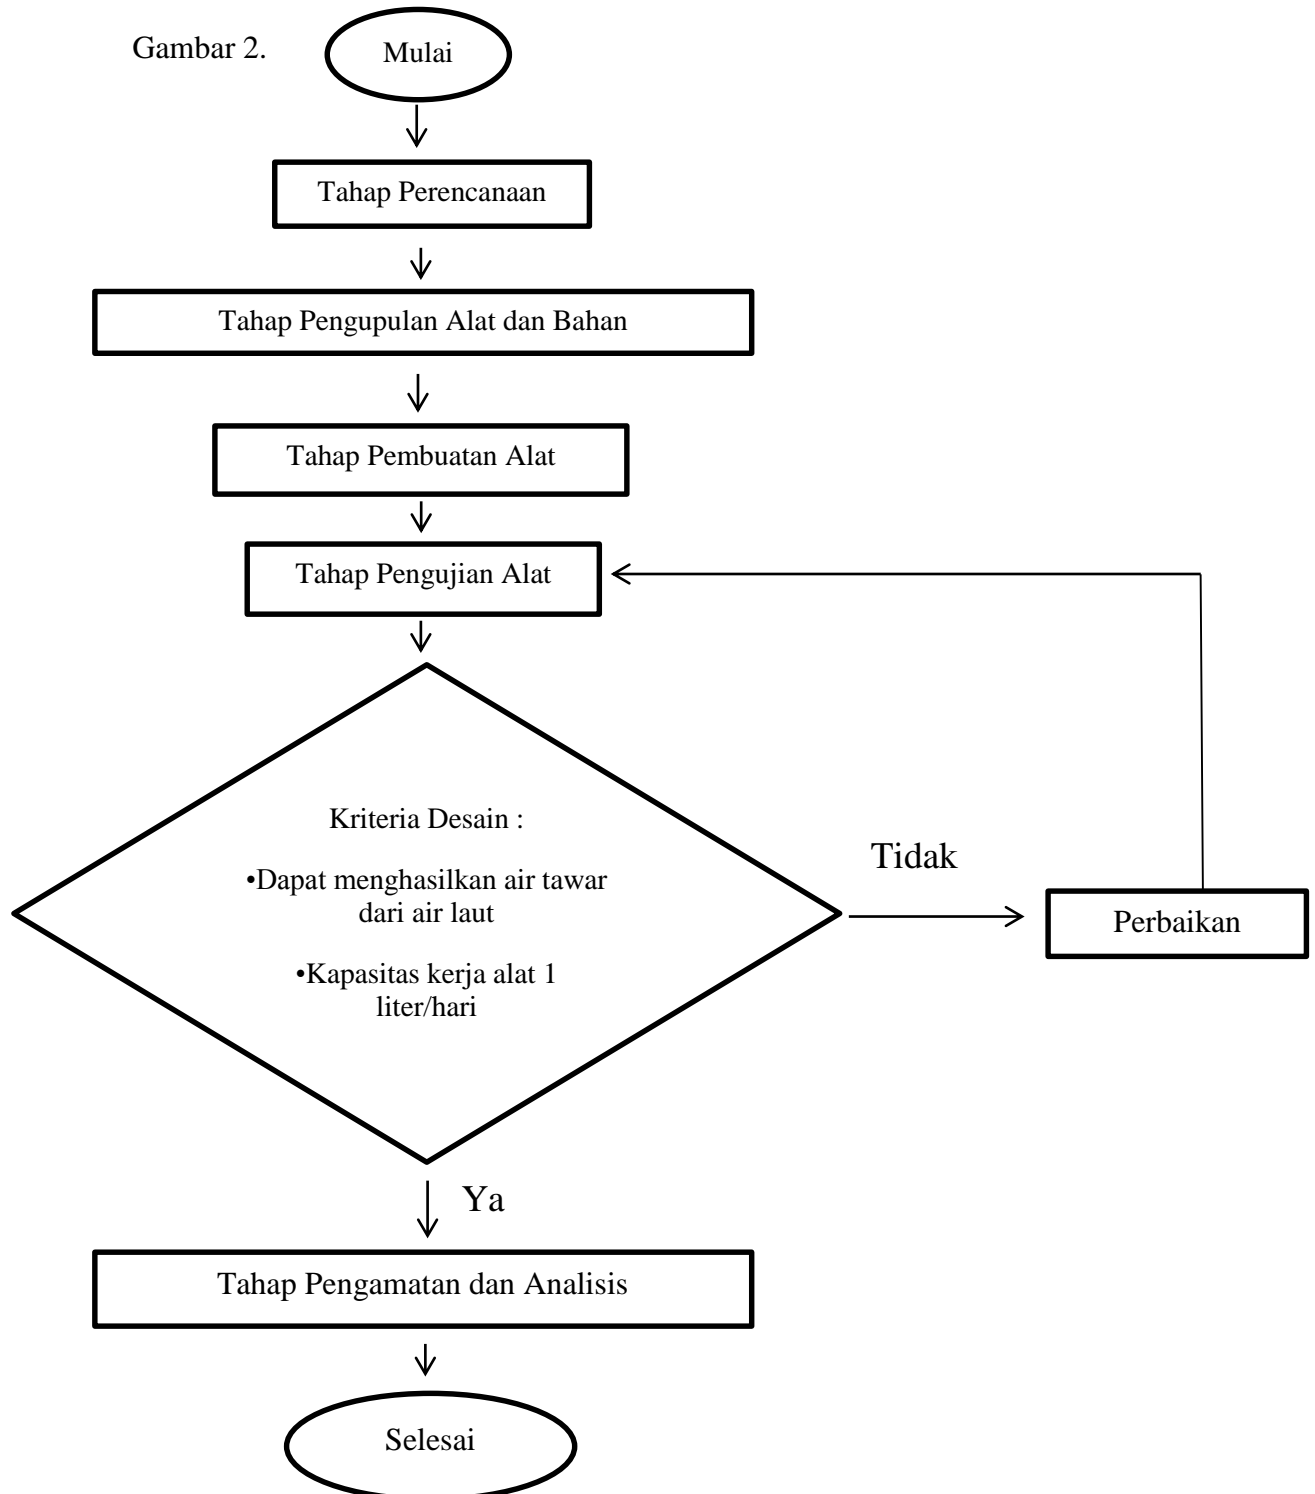 Gambar 2.
Mulai
Tahap Perencanaan
Tahap Pengupulan Alat dan Bahan
Tahap Pembuatan Alat
Tahap Pengujian Alat
Kriteria Desain :
•Dapat menghasilkan air tawar
dari air laut
•Kapasitas kerja alat 1
liter/hari
Tidak
Perbaikan
Ya
Tahap Pengamatan dan Analisis
Selesai